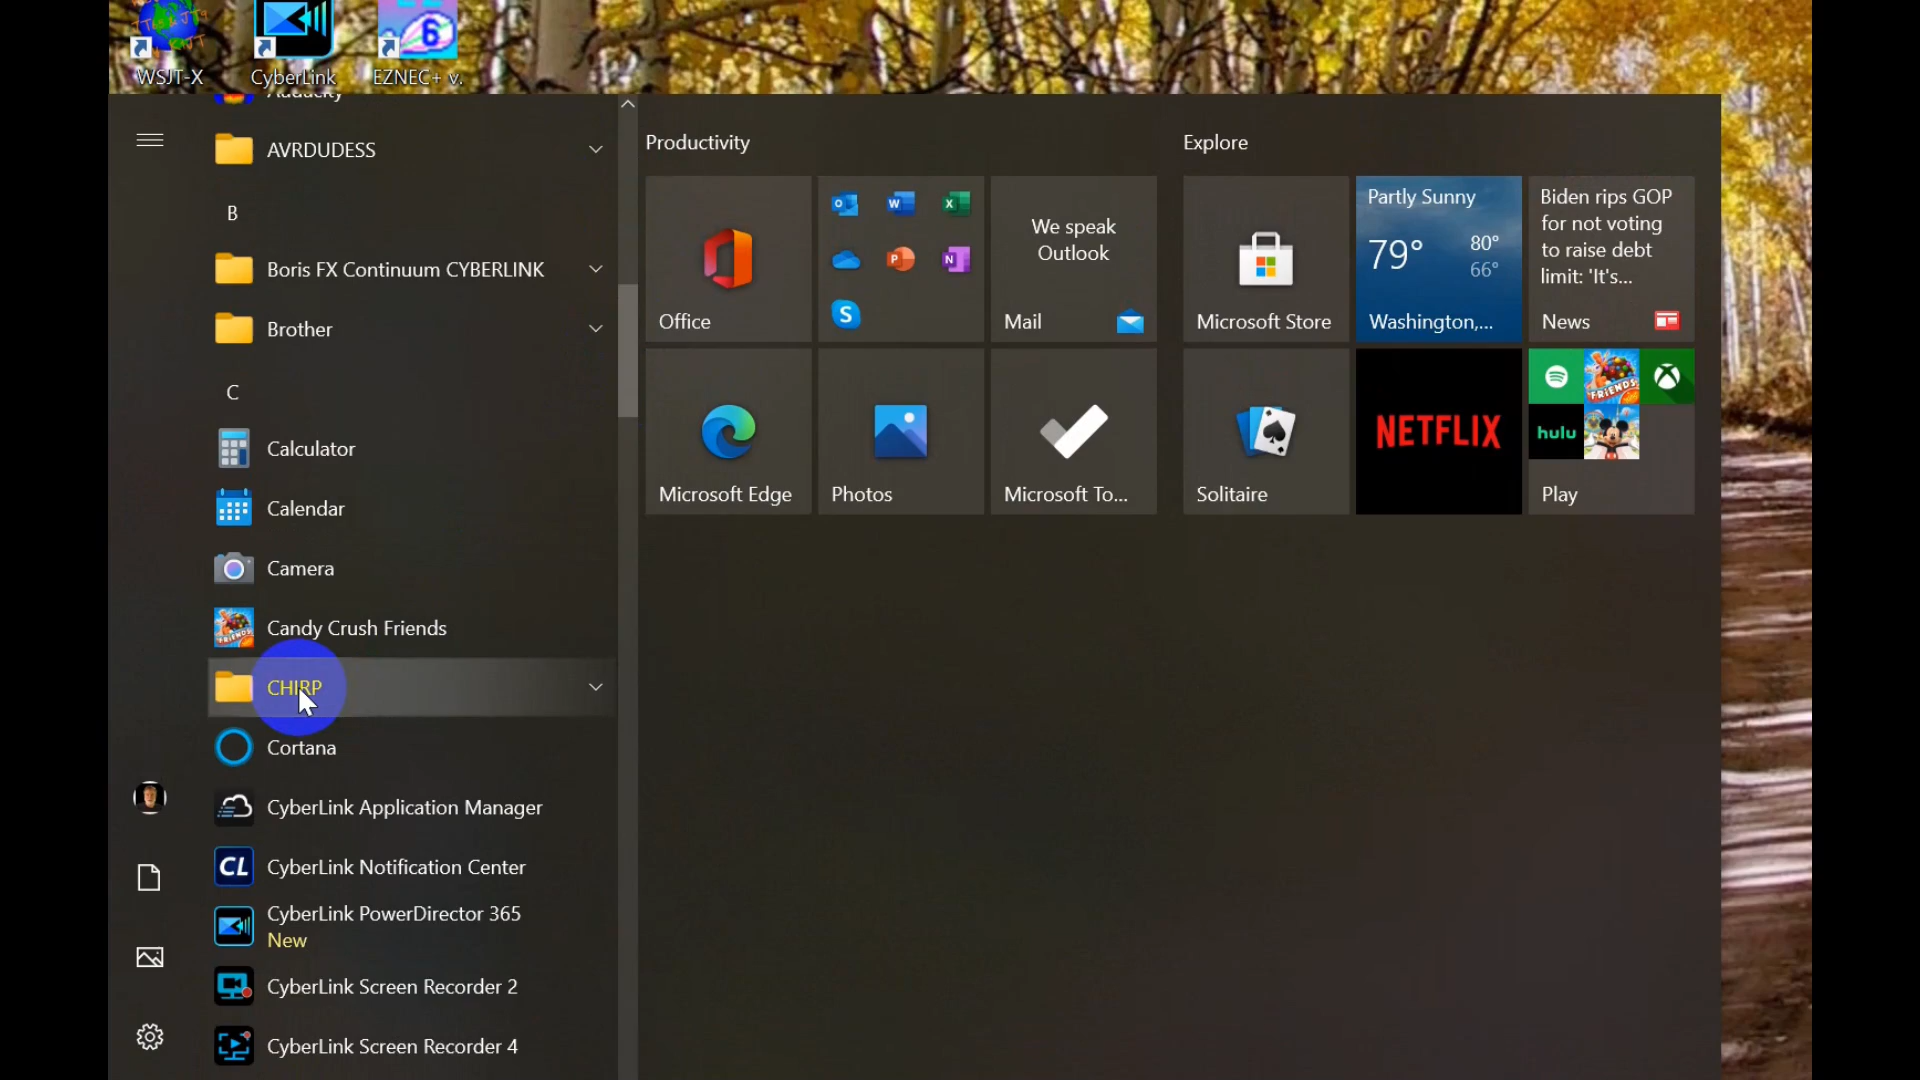 WSJT-X
CyberLink
EZNEC+ v.
Audacity
AVRDUDESS
B
Boris FX Continuum CYBERLINK
Brother
C
Calculator
Calendar
Camera
Candy Crush Friends
CHIRP
Cortana
CyberLink Application Manager
CL
CyberLink Notification Center
CyberLink PowerDirector 365
New
CyberLink Screen Recorder 2
CyberLink Screen Recorder 4
Productivity
Office
We speak
Outlook
Mail
Microsoft Edge
Photos
Microsoft To...
Explore
Microsoft Store
Partly Sunny
79° 80°
66°
Washington,...
Biden rips GOP
for not voting
to raise debt
limit: 'It's...
News
Solitaire
NETFLIX
FRIENDS
hulu
Play